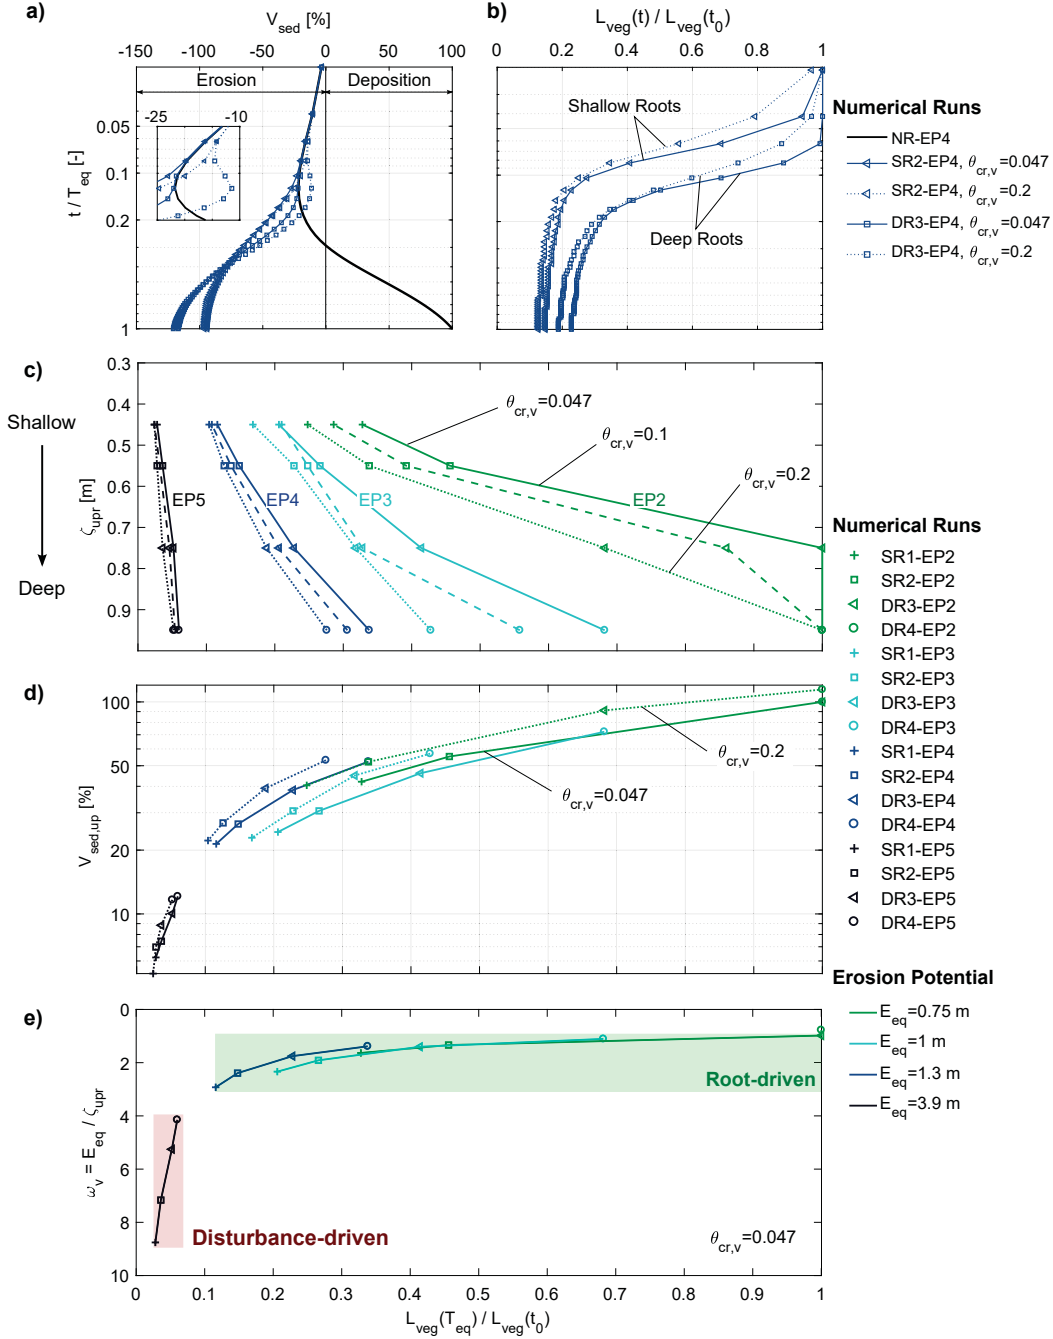 a)
V_sed [%]
-150 -100 -50 0 50 100
Erosion
Deposition
-25 -10
0.05
0.1
0.2
1
t / T_eq [-]
b)
L_veg(t) / L_veg(t_0)
0 0.2 0.4 0.6 0.8 1
Shallow Roots
Deep Roots
Numerical Runs
NR-EP4
SR2-EP4, θ_cr,v=0.047
SR2-EP4, θ_cr,v=0.2
DR3-EP4, θ_cr,v=0.047
DR3-EP4, θ_cr,v=0.2
c)
Shallow
Deep
0.3
0.4
0.5
0.6
0.7
0.8
0.9
ζ_upr [m]
θ_cr,v=0.047
θ_cr,v=0.1
θ_cr,v=0.2
EP5
EP4
EP3
EP2
d)
100
50
20
10
V_sed,up [%]
θ_cr,v=0.2
θ_cr,v=0.047
Numerical Runs
SR1-EP2
SR2-EP2
DR3-EP2
DR4-EP2
SR1-EP3
SR2-EP3
DR3-EP3
DR4-EP3
SR1-EP4
SR2-EP4
DR3-EP4
DR4-EP4
SR1-EP5
SR2-EP5
DR3-EP5
DR4-EP5
e)
0
2
4
6
8
10
ω_v = E_eq / ζ_upr
Root-driven
Disturbance-driven
θ_cr,v=0.047
0 0.1 0.2 0.3 0.4 0.5 0.6 0.7 0.8 0.9 1
L_veg(T_eq) / L_veg(t_0)
Erosion Potential
E_eq=0.75 m
E_eq=1 m
E_eq=1.3 m
E_eq=3.9 m